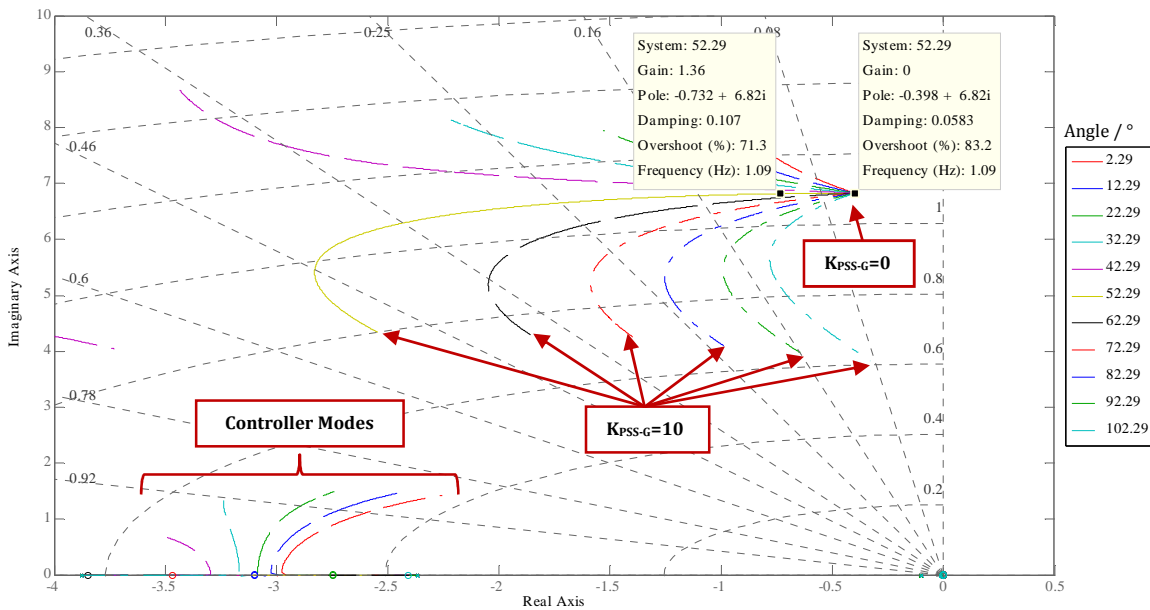 10
9
8
7
6
5
4
3
2
1
0
Imaginary Axis
-4
-3.5
-3
-2.5
-2
-1.5
-1
-0.5
0
0.5
Real Axis
0.36
0.25
0.16
0.08
0.46
0.6
0.78
0.92
1
0.8
0.6
0.4
0.2
System: 52.29
Gain: 1.36
Pole: -0.732 + 6.82i
Damping: 0.107
Overshoot (%): 71.3
Frequency (Hz): 1.09
System: 52.29
Gain: 0
Pole: -0.398 + 6.82i
Damping: 0.0583
Overshoot (%): 83.2
Frequency (Hz): 1.09
KPSS-G=0
KPSS-G=10
Controller Modes
Angle / °
2.29
12.29
22.29
32.29
42.29
52.29
62.29
72.29
82.29
92.29
102.29